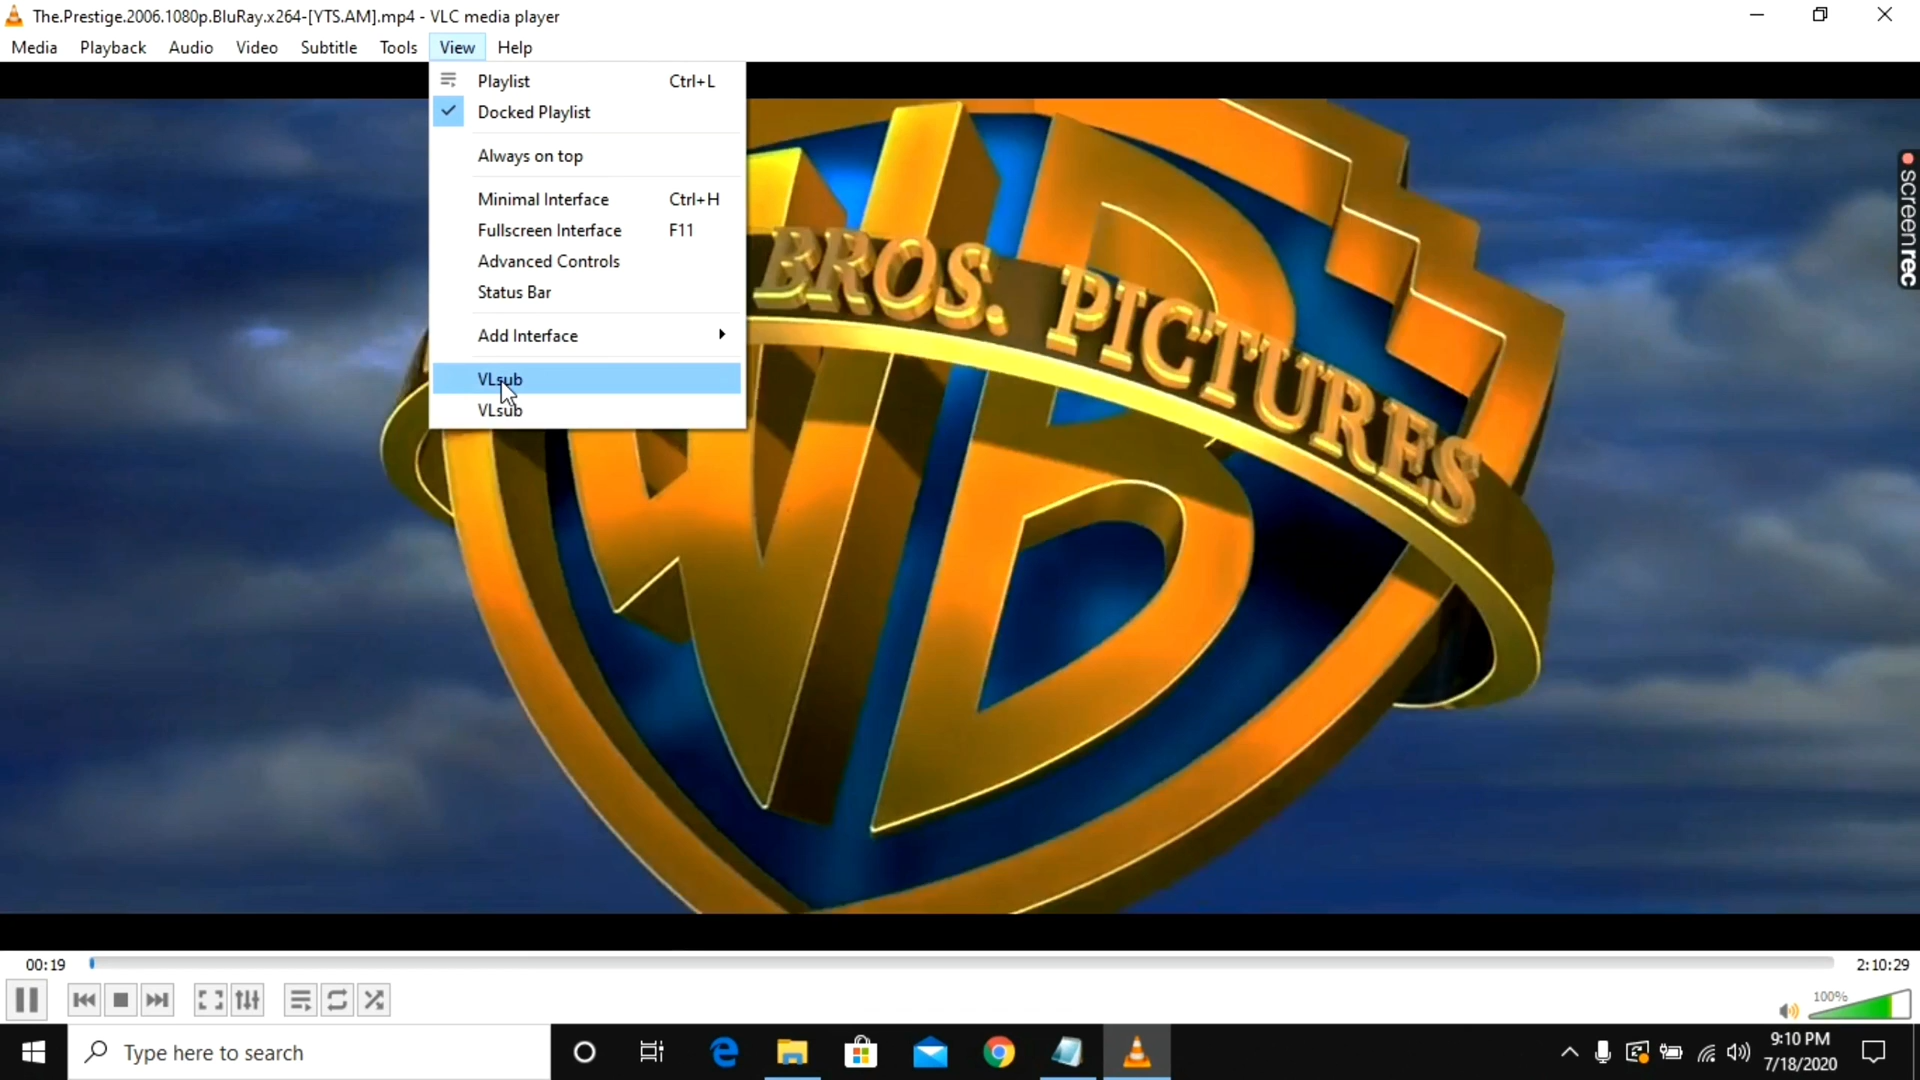 The.Prestige.2006.1080p.BluRay.x264-[YTS.AM].mp4 - VLC media player
Media Playback Audio Video Subtitle Tools View Help
Playlist Ctrl+L
Docked Playlist
Always on top
Minimal Interface Ctrl+H
Fullscreen Interface F11
Advanced Controls
Status Bar
Add Interface
VLsub
VLsub
BROS. PICTURES
screenrec
00:19 2:10:29
100%
Type here to search
9:10 PM
7/18/2020